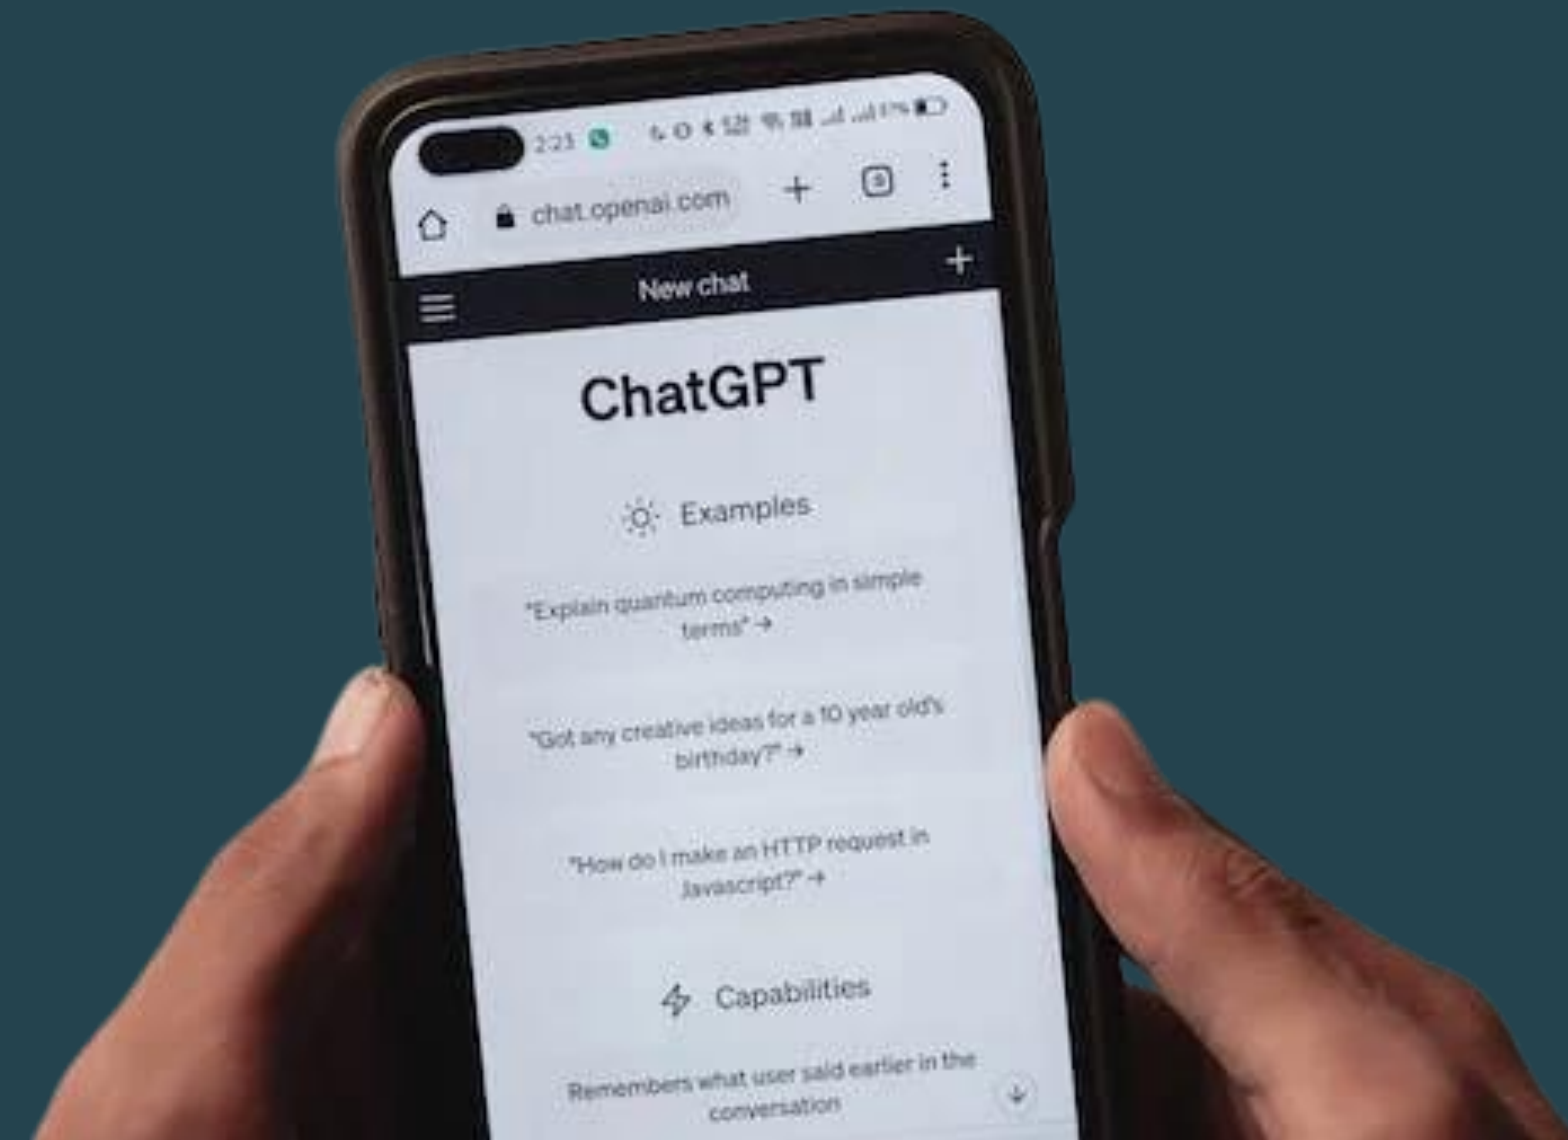 2:23
chat.openai.com
New chat
ChatGPT
Examples
"Explain quantum computing in simple
terms" →
"Got any creative ideas for a 10 year old's
birthday?" →
"How do I make an HTTP request in
Javascript?" →
Capabilities
Remembers what user said earlier in the
conversation